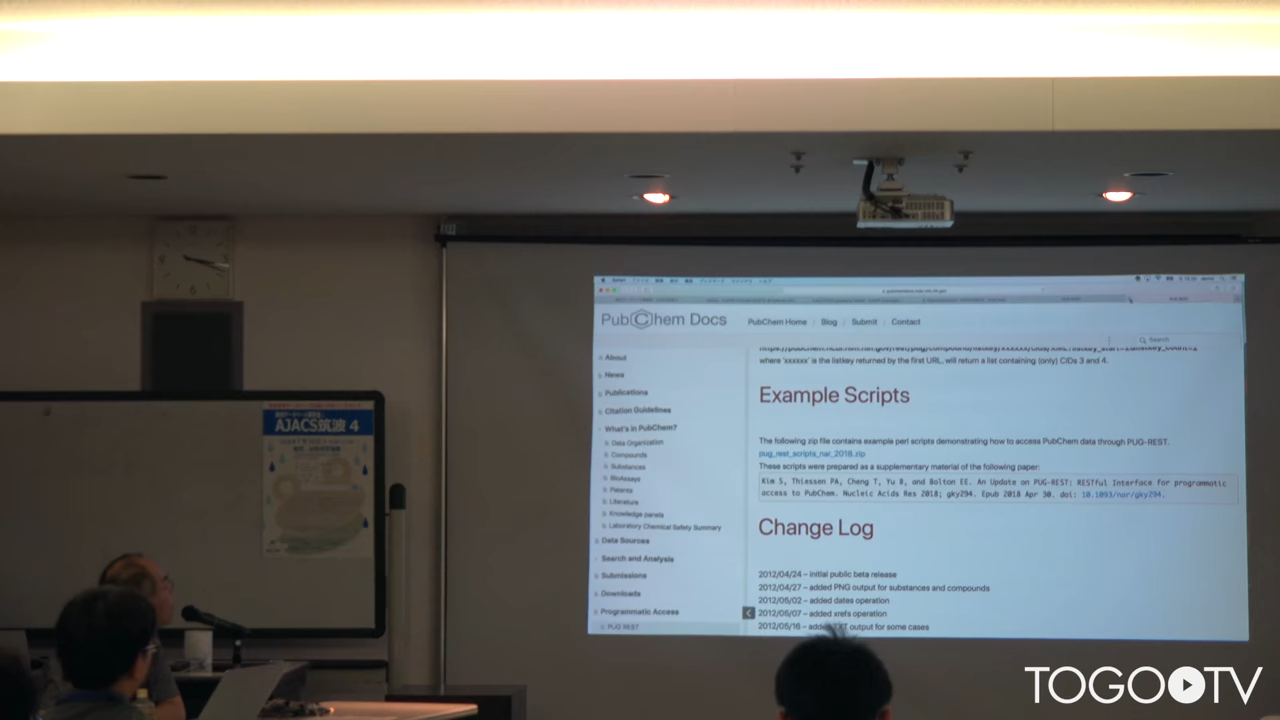 AJACS筑波 4
PubChem Docs
PubChem Home / Blog / Submit / Contact
Search
About
News
Publications
Citation Guidelines
What's in PubChem?
Data Organization
Compounds
Substances
BioAssays
Patents
Literature
Knowledge panels
Laboratory Chemical Safety Summary
Data Sources
Search and Analysis
Submissions
Downloads
Programmatic Access
PUG REST
where 'xxxxxx' is the listkey returned by the first URL, will return a list containing (only) CIDs 3 and 4.
Example Scripts
The following zip file contains example perl scripts demonstrating how to access PubChem data through PUG-REST.
pug_rest_scripts_nar_2018.zip
These scripts were prepared as a supplementary material of the following paper:
Kim S, Thiessen PA, Cheng T, Yu B, and Bolton EE. An Update on PUG-REST: RESTful Interface for programmatic
access to PubChem. Nucleic Acids Res 2018; gky294. Epub 2018 Apr 30. doi: 10.1093/nar/gky294.
Change Log
2012/04/24 – initial public beta release
2012/04/27 – added PNG output for substances and compounds
2012/05/02 – added dates operation
2012/05/07 – added xrefs operation
2012/05/16 – added TXT output for some cases
TOGOTV